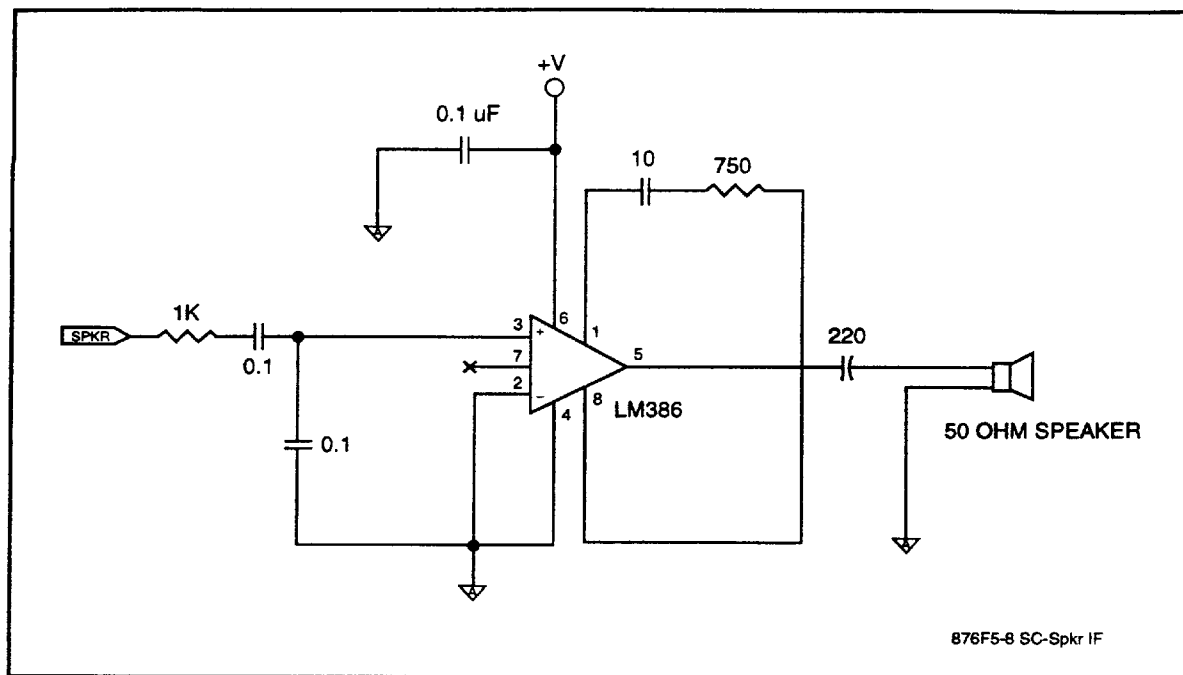 +V
0.1 uF
10
750
1K
SPKR
0.1
3
+
6
1
7
5
220
2
−
4
8
LM386
0.1
50 OHM SPEAKER
A
A
A
876F5-8 SC-Spkr IF